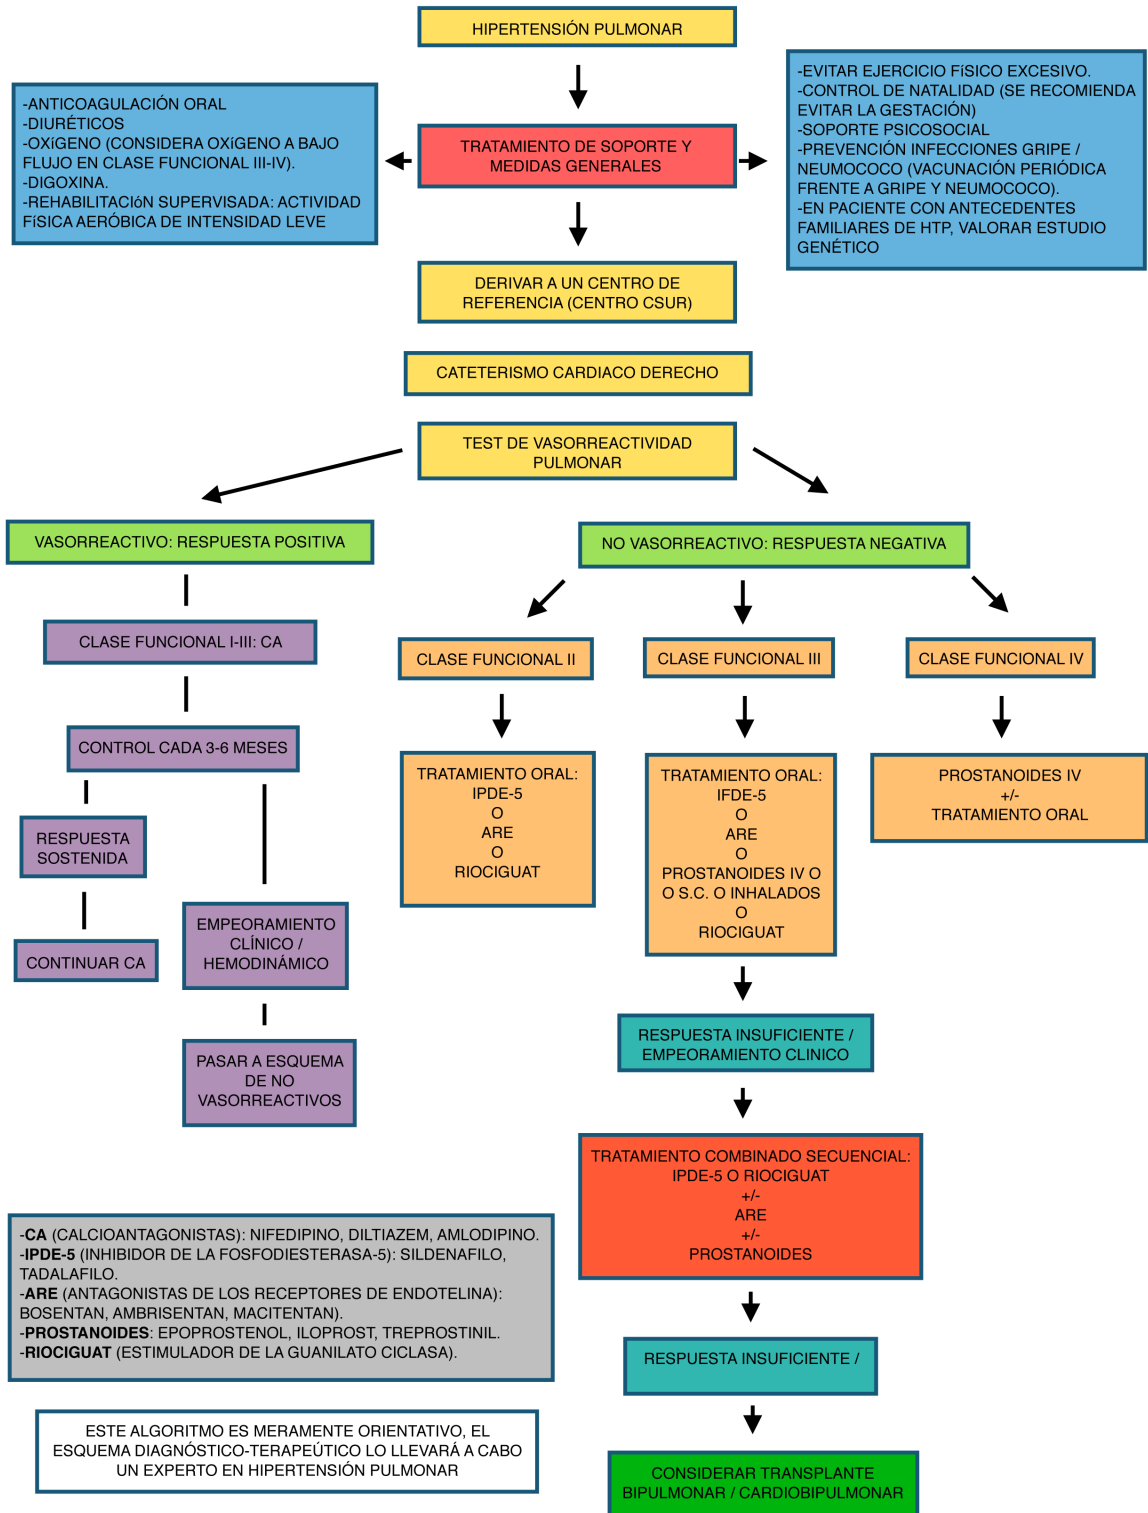 HIPERTENSIÓN PULMONAR
-ANTICOAGULACIÓN ORAL
-DIURÉTICOS
-OXíGENO (CONSIDERA OXíGENO A BAJO
FLUJO EN CLASE FUNCIONAL III-IV).
-DIGOXINA.
-REHABILITACIóN SUPERVISADA: ACTIVIDAD
FíSICA AERÓBICA DE INTENSIDAD LEVE
TRATAMIENTO DE SOPORTE Y
MEDIDAS GENERALES
-EVITAR EJERCICIO FíSICO EXCESIVO.
-CONTROL DE NATALIDAD (SE RECOMIENDA
EVITAR LA GESTACIÓN)
-SOPORTE PSICOSOCIAL
-PREVENCIÓN INFECCIONES GRIPE /
NEUMOCOCO (VACUNACIÓN PERIÓDICA
FRENTE A GRIPE Y NEUMOCOCO).
-EN PACIENTE CON ANTECEDENTES
FAMILIARES DE HTP, VALORAR ESTUDIO
GENÉTICO
DERIVAR A UN CENTRO DE
REFERENCIA (CENTRO CSUR)
CATETERISMO CARDIACO DERECHO
TEST DE VASORREACTIVIDAD
PULMONAR
VASORREACTIVO: RESPUESTA POSITIVA
CLASE FUNCIONAL I-III: CA
CONTROL CADA 3-6 MESES
RESPUESTA
SOSTENIDA
CONTINUAR CA
EMPEORAMIENTO
CLÍNICO /
HEMODINÁMICO
PASAR A ESQUEMA
DE NO
VASORREACTIVOS
NO VASORREACTIVO: RESPUESTA NEGATIVA
CLASE FUNCIONAL II
TRATAMIENTO ORAL:
IPDE-5
O
ARE
O
RIOCIGUAT
CLASE FUNCIONAL III
TRATAMIENTO ORAL:
IFDE-5
O
ARE
O
PROSTANOIDES IV O
O S.C. O INHALADOS
O
RIOCIGUAT
CLASE FUNCIONAL IV
PROSTANOIDES IV
+/-
TRATAMIENTO ORAL
RESPUESTA INSUFICIENTE /
EMPEORAMIENTO CLINICO
TRATAMIENTO COMBINADO SECUENCIAL:
IPDE-5 O RIOCIGUAT
+/-
ARE
+/-
PROSTANOIDES
RESPUESTA INSUFICIENTE /
CONSIDERAR TRANSPLANTE
BIPULMONAR / CARDIOBIPULMONAR
-CA (CALCIOANTAGONISTAS): NIFEDIPINO, DILTIAZEM, AMLODIPINO.
-IPDE-5 (INHIBIDOR DE LA FOSFODIESTERASA-5): SILDENAFILO,
TADALAFILO.
-ARE (ANTAGONISTAS DE LOS RECEPTORES DE ENDOTELINA):
BOSENTAN, AMBRISENTAN, MACITENTAN).
-PROSTANOIDES: EPOPROSTENOL, ILOPROST, TREPROSTINIL.
-RIOCIGUAT (ESTIMULADOR DE LA GUANILATO CICLASA).
ESTE ALGORITMO ES MERAMENTE ORIENTATIVO, EL
ESQUEMA DIAGNÓSTICO-TERAPEÚTICO LO LLEVARÁ A CABO
UN EXPERTO EN HIPERTENSIÓN PULMONAR